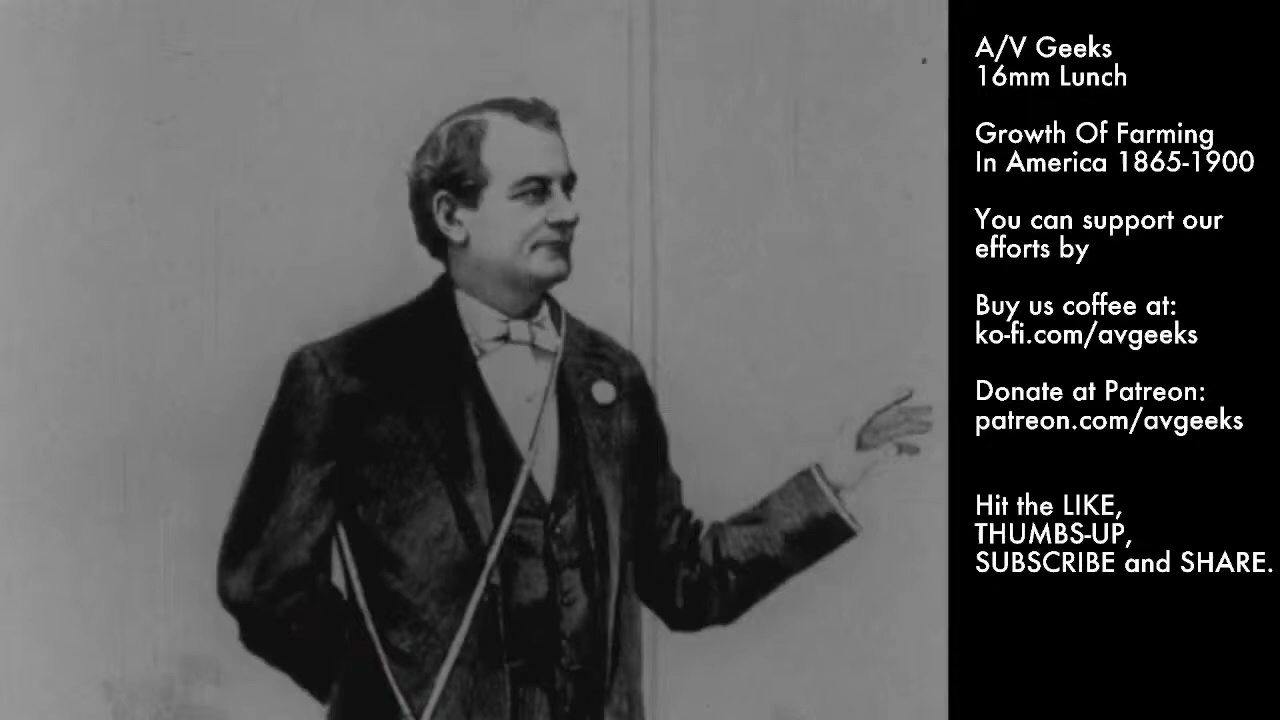 A/V Geeks
16mm Lunch
Growth Of Farming
In America 1865-1900
You can support our
efforts by
Buy us coffee at:
ko-fi.com/avgeeks
Donate at Patreon:
patreon.com/avgeeks
Hit the LIKE,
THUMBS-UP,
SUBSCRIBE and SHARE.